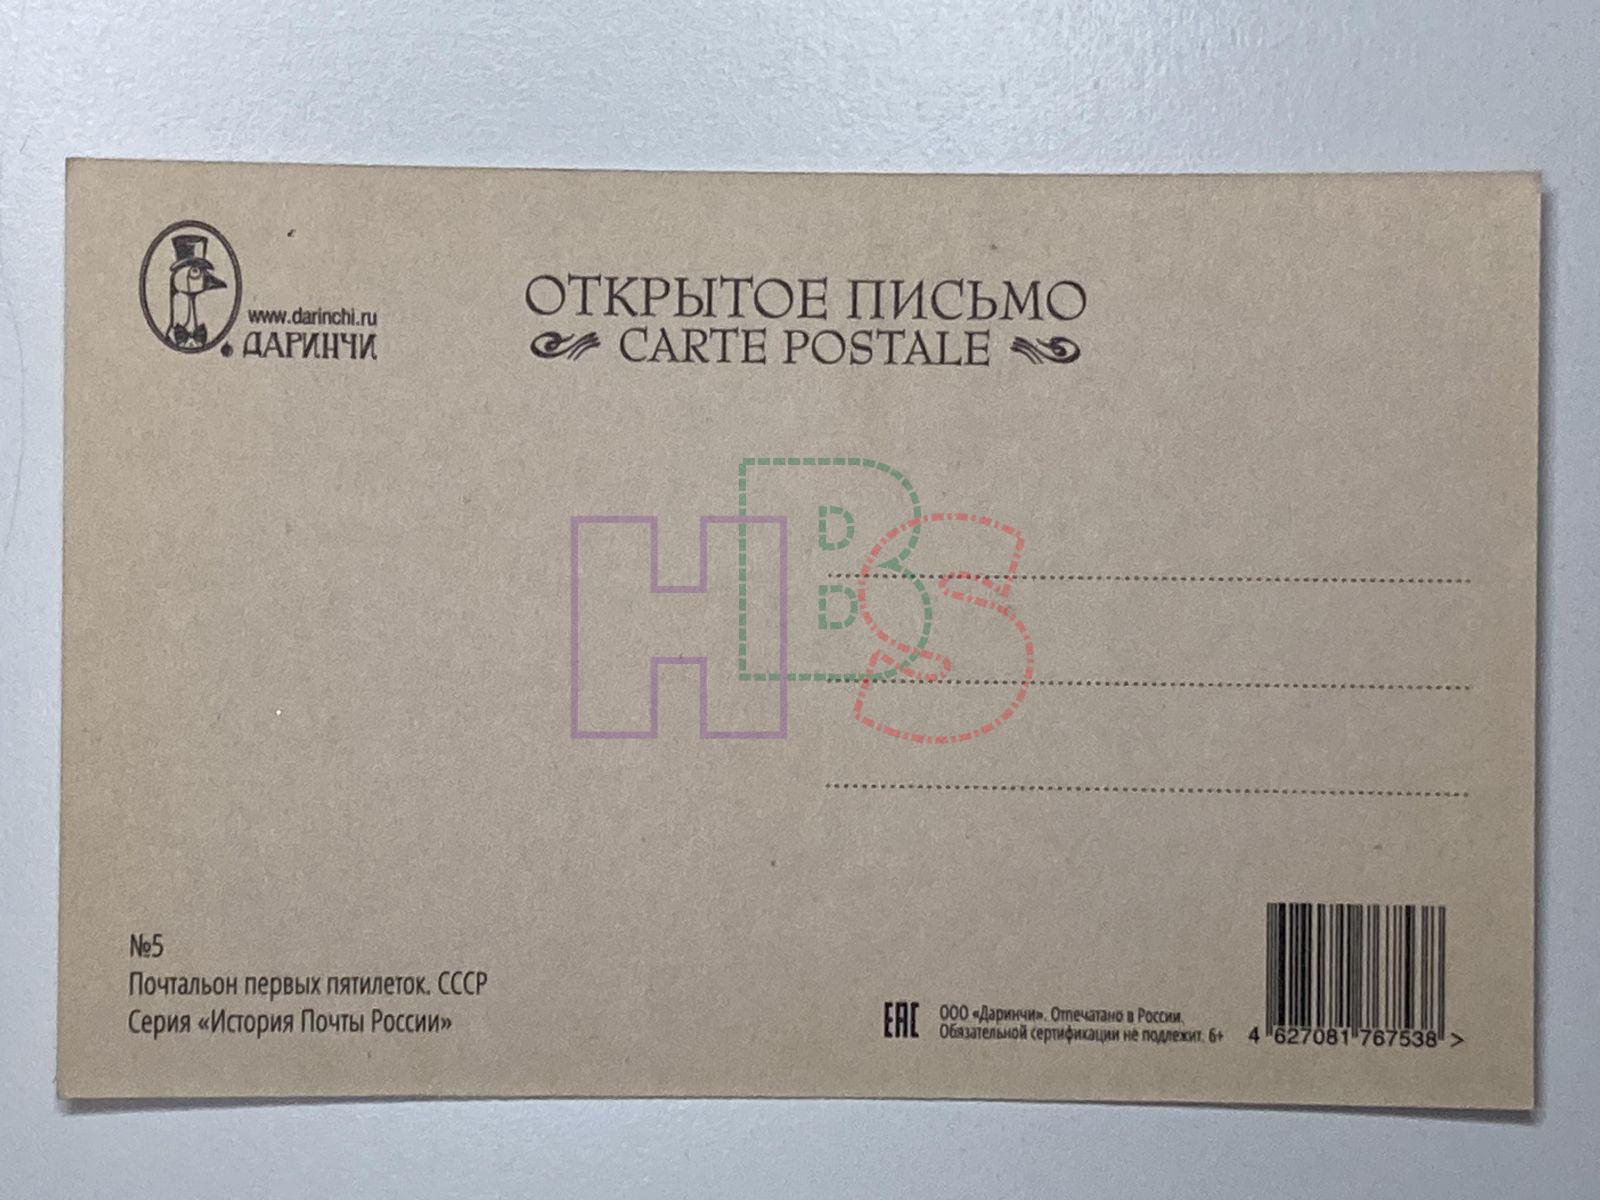 www.darinchi.ru
ДАРИНЧИ
ОТКРЫТОЕ ПИСЬМО
CARTE POSTALE
H
B
S
№5
Почтальон первых пятилеток. СССР
Серия «История Почты России»
EAC
ООО «Даринчи». Отпечатано в России.
Обязательной сертификации не подлежит. 6+
4 627081 767538 >